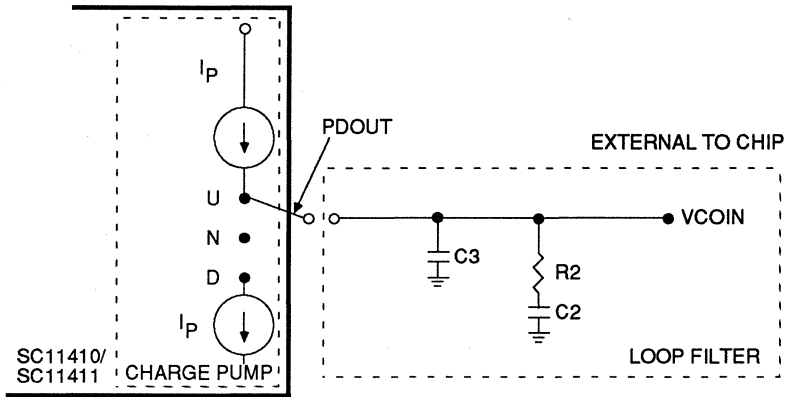 IP
PDOUT
EXTERNAL TO CHIP
U
VCOIN
N
C3
R2
D
C2
IP
SC11410/
SC11411
CHARGE PUMP
LOOP FILTER